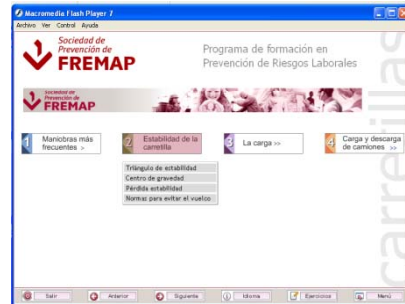 Macromedia Flash Player 7
Archivo Ver Control Ayuda
Sociedad de
Prevención de
FREMAP
Programa de formación en
Prevención de Riesgos Laborales
Sociedad de
Prevención de
FREMAP
1 Maniobras más
frecuentes >
2 Estabilidad de la
carretilla
3 La carga >>
4 Carga y descarga
de camiones >>
Triángulo de estabilidad
Centro de gravedad
Pérdida estabilidad
Normas para evitar el vuelco
carretillas
Salir Anterior Siguiente Idioma Ejercicios Menú